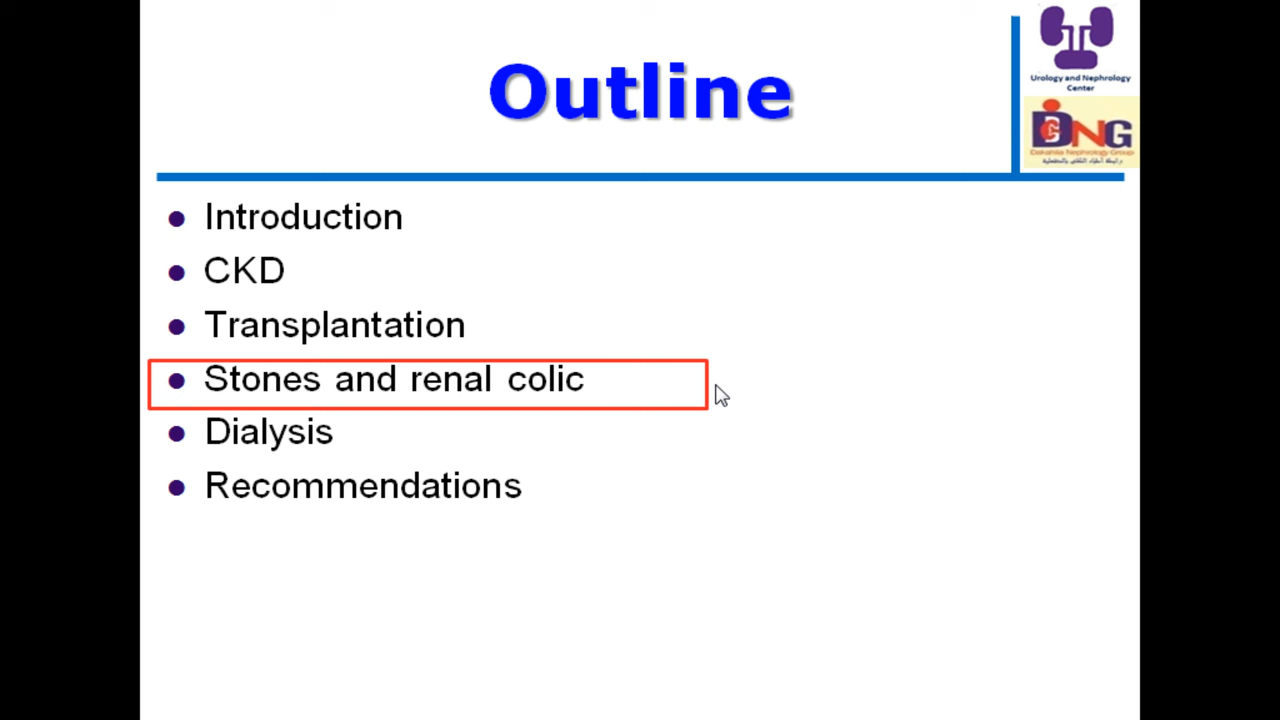 Outline
Urology and Nephrology
Center
DNG
Dakahlia Nephrology Group
Introduction
CKD
Transplantation
Stones and renal colic
Dialysis
Recommendations